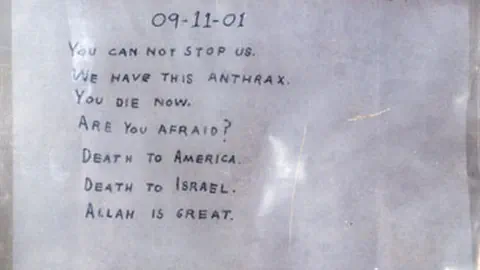 09-11-01
YOU CAN NOT STOP US.
WE HAVE THIS ANTHRAX.
YOU DIE NOW.
ARE YOU AFRAID?
DEATH TO AMERICA.
DEATH TO ISRAEL.
ALLAH IS GREAT.